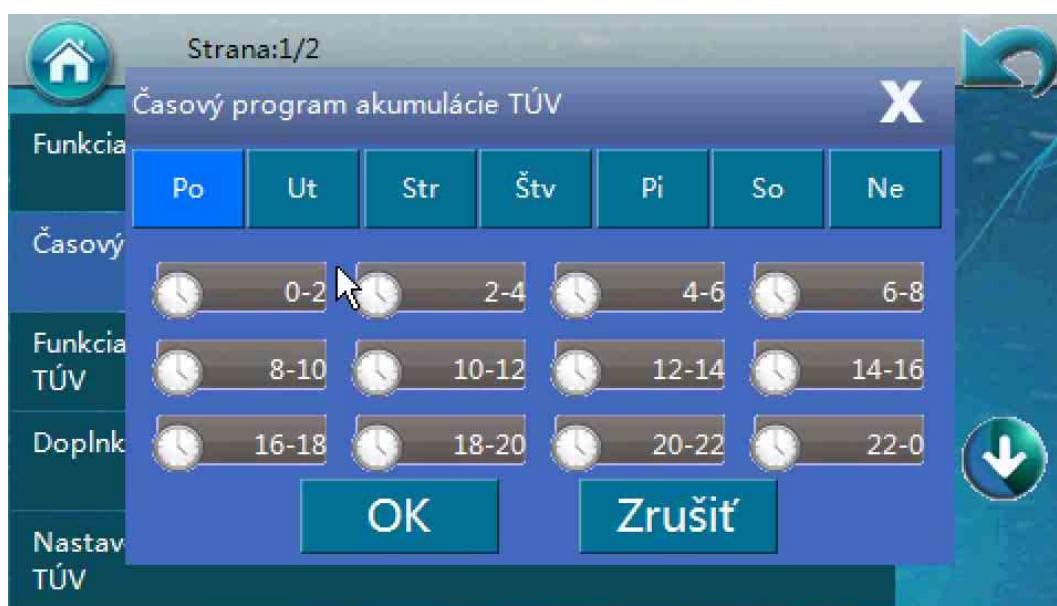 Strana:1/2
Časový program akumulácie TÚV
X
Po Ut Str Štv Pi So Ne
0-2 2-4 4-6 6-8
8-10 10-12 12-14 14-16
16-18 18-20 20-22 22-0
OK Zrušiť
Funkcia
Časový
Funkcia
TÚV
Doplnk
Nastav
TÚV